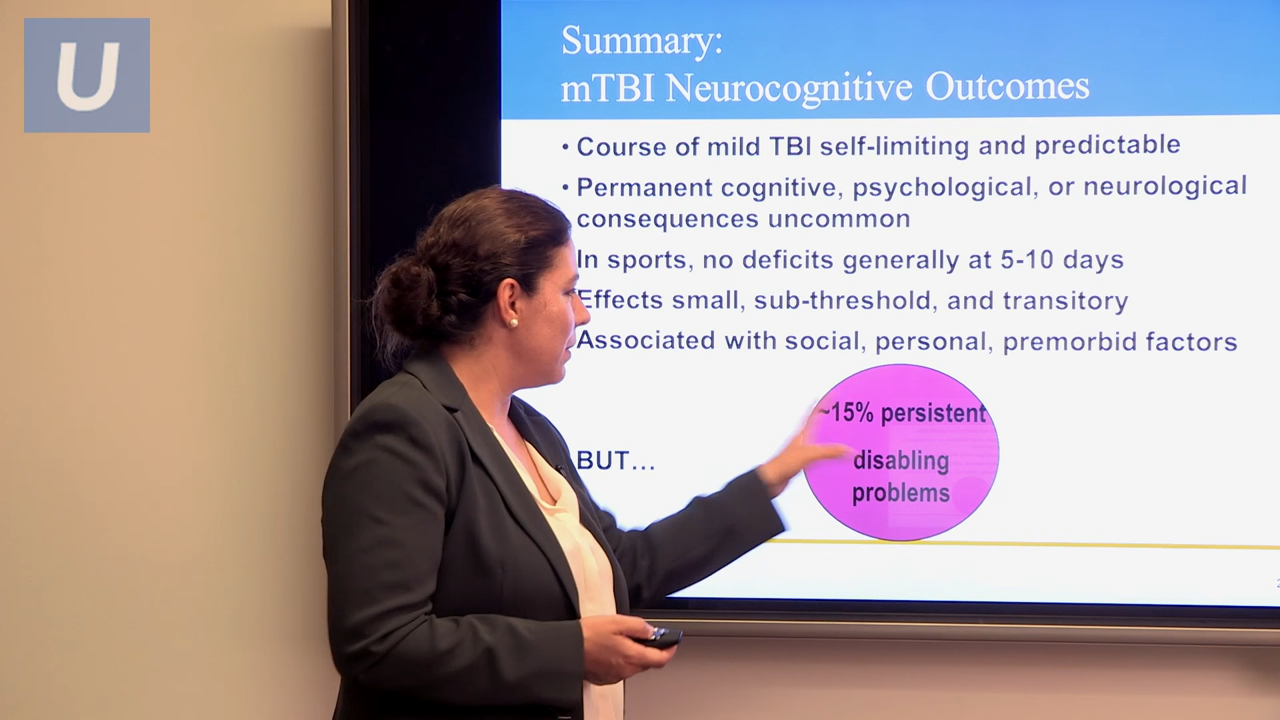 U
Summary:
mTBI Neurocognitive Outcomes
• Course of mild TBI self-limiting and predictable
• Permanent cognitive, psychological, or neurological
consequences uncommon
In sports, no deficits generally at 5-10 days
Effects small, sub-threshold, and transitory
Associated with social, personal, premorbid factors
~15% persistent
BUT...
disabling
problems